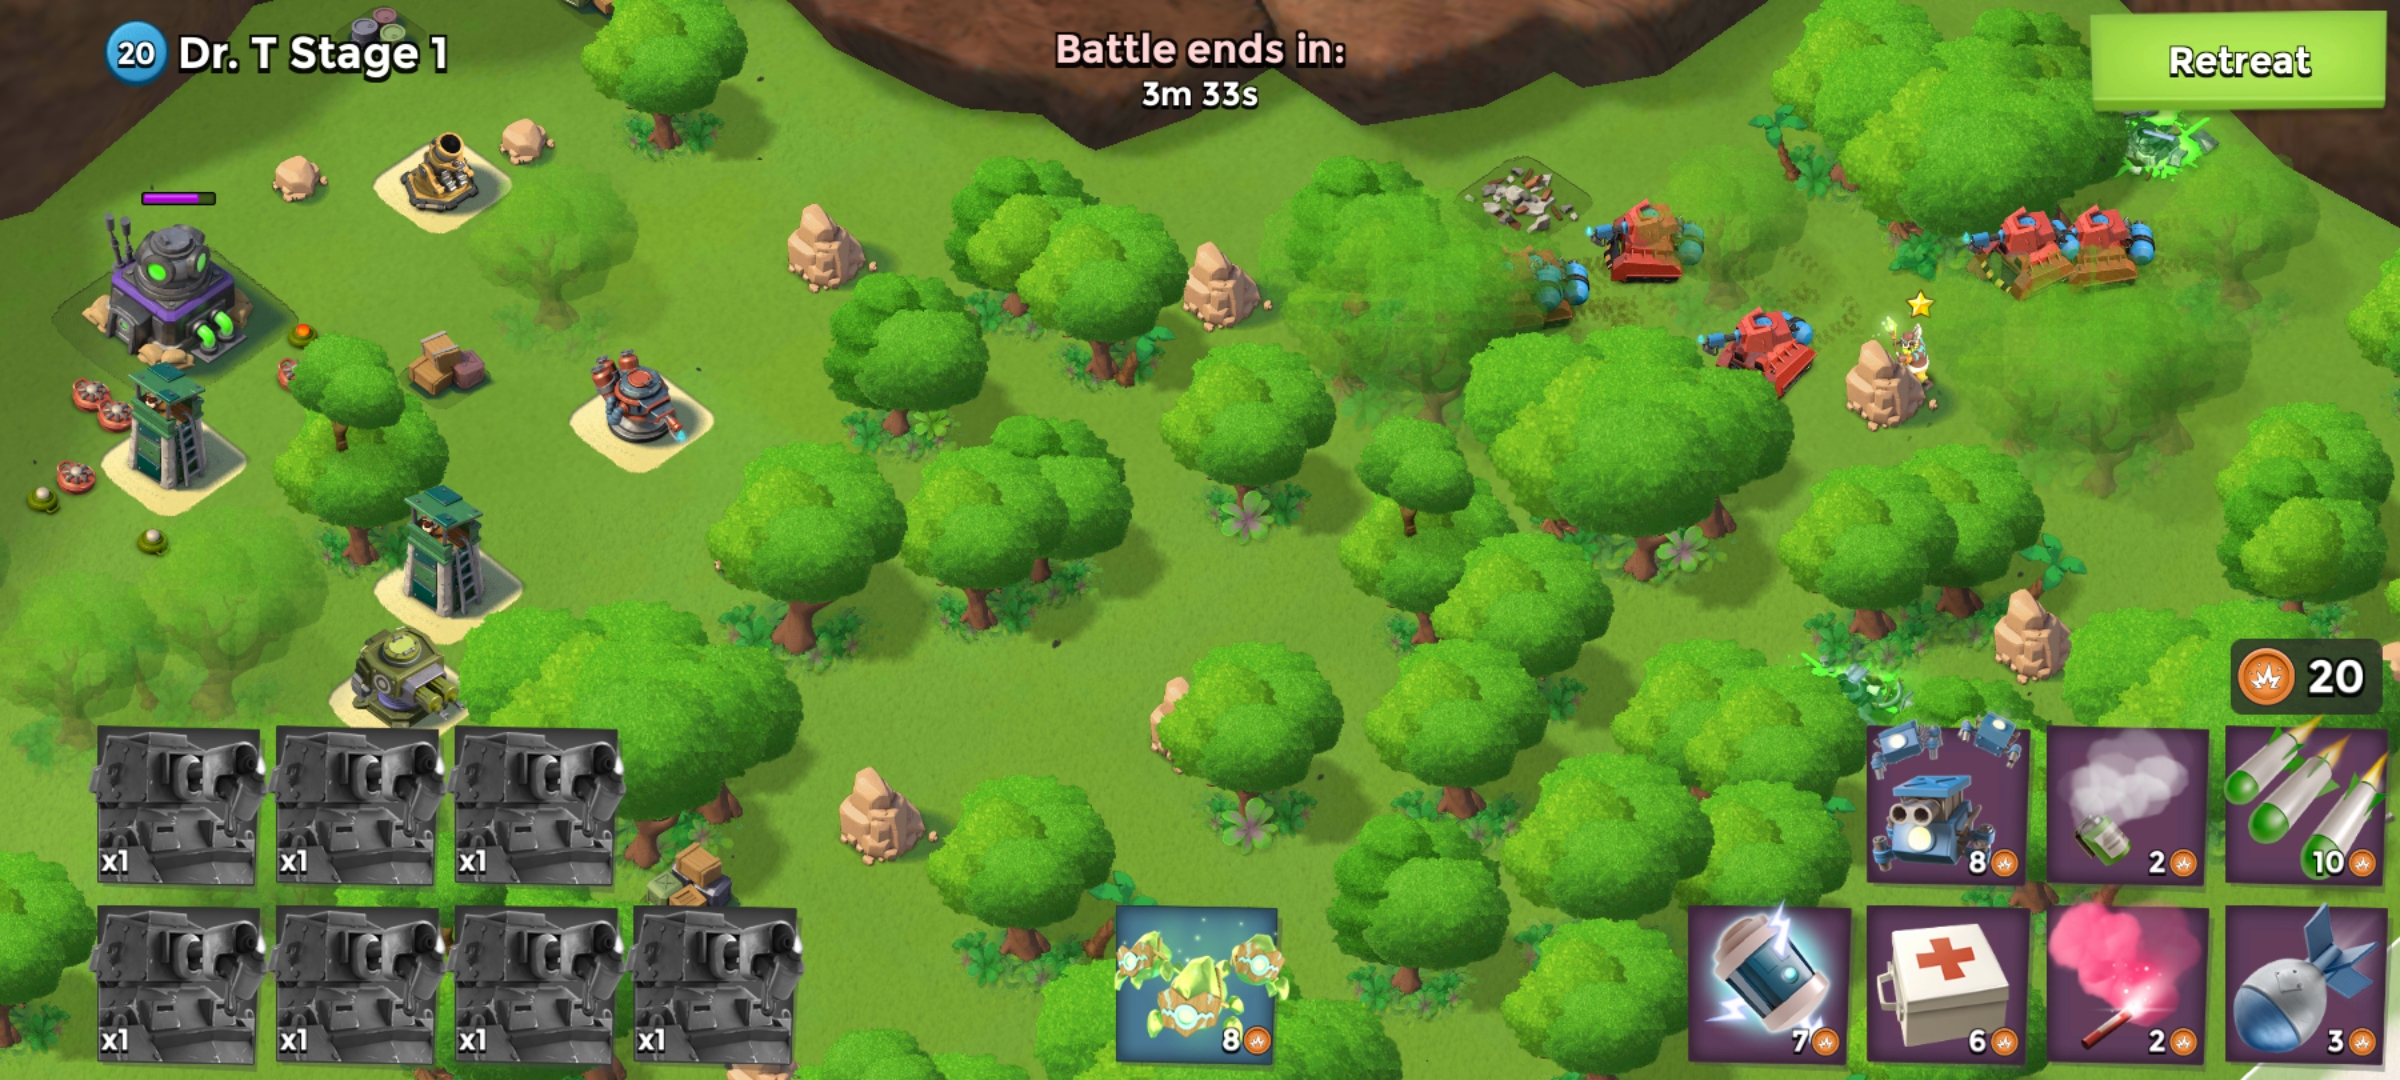 20 Dr. T Stage 1
Battle ends in:
3m 33s
Retreat
20
x1 x1 x1
8 2 10
x1 x1 x1 x1
8
7 6 2 3